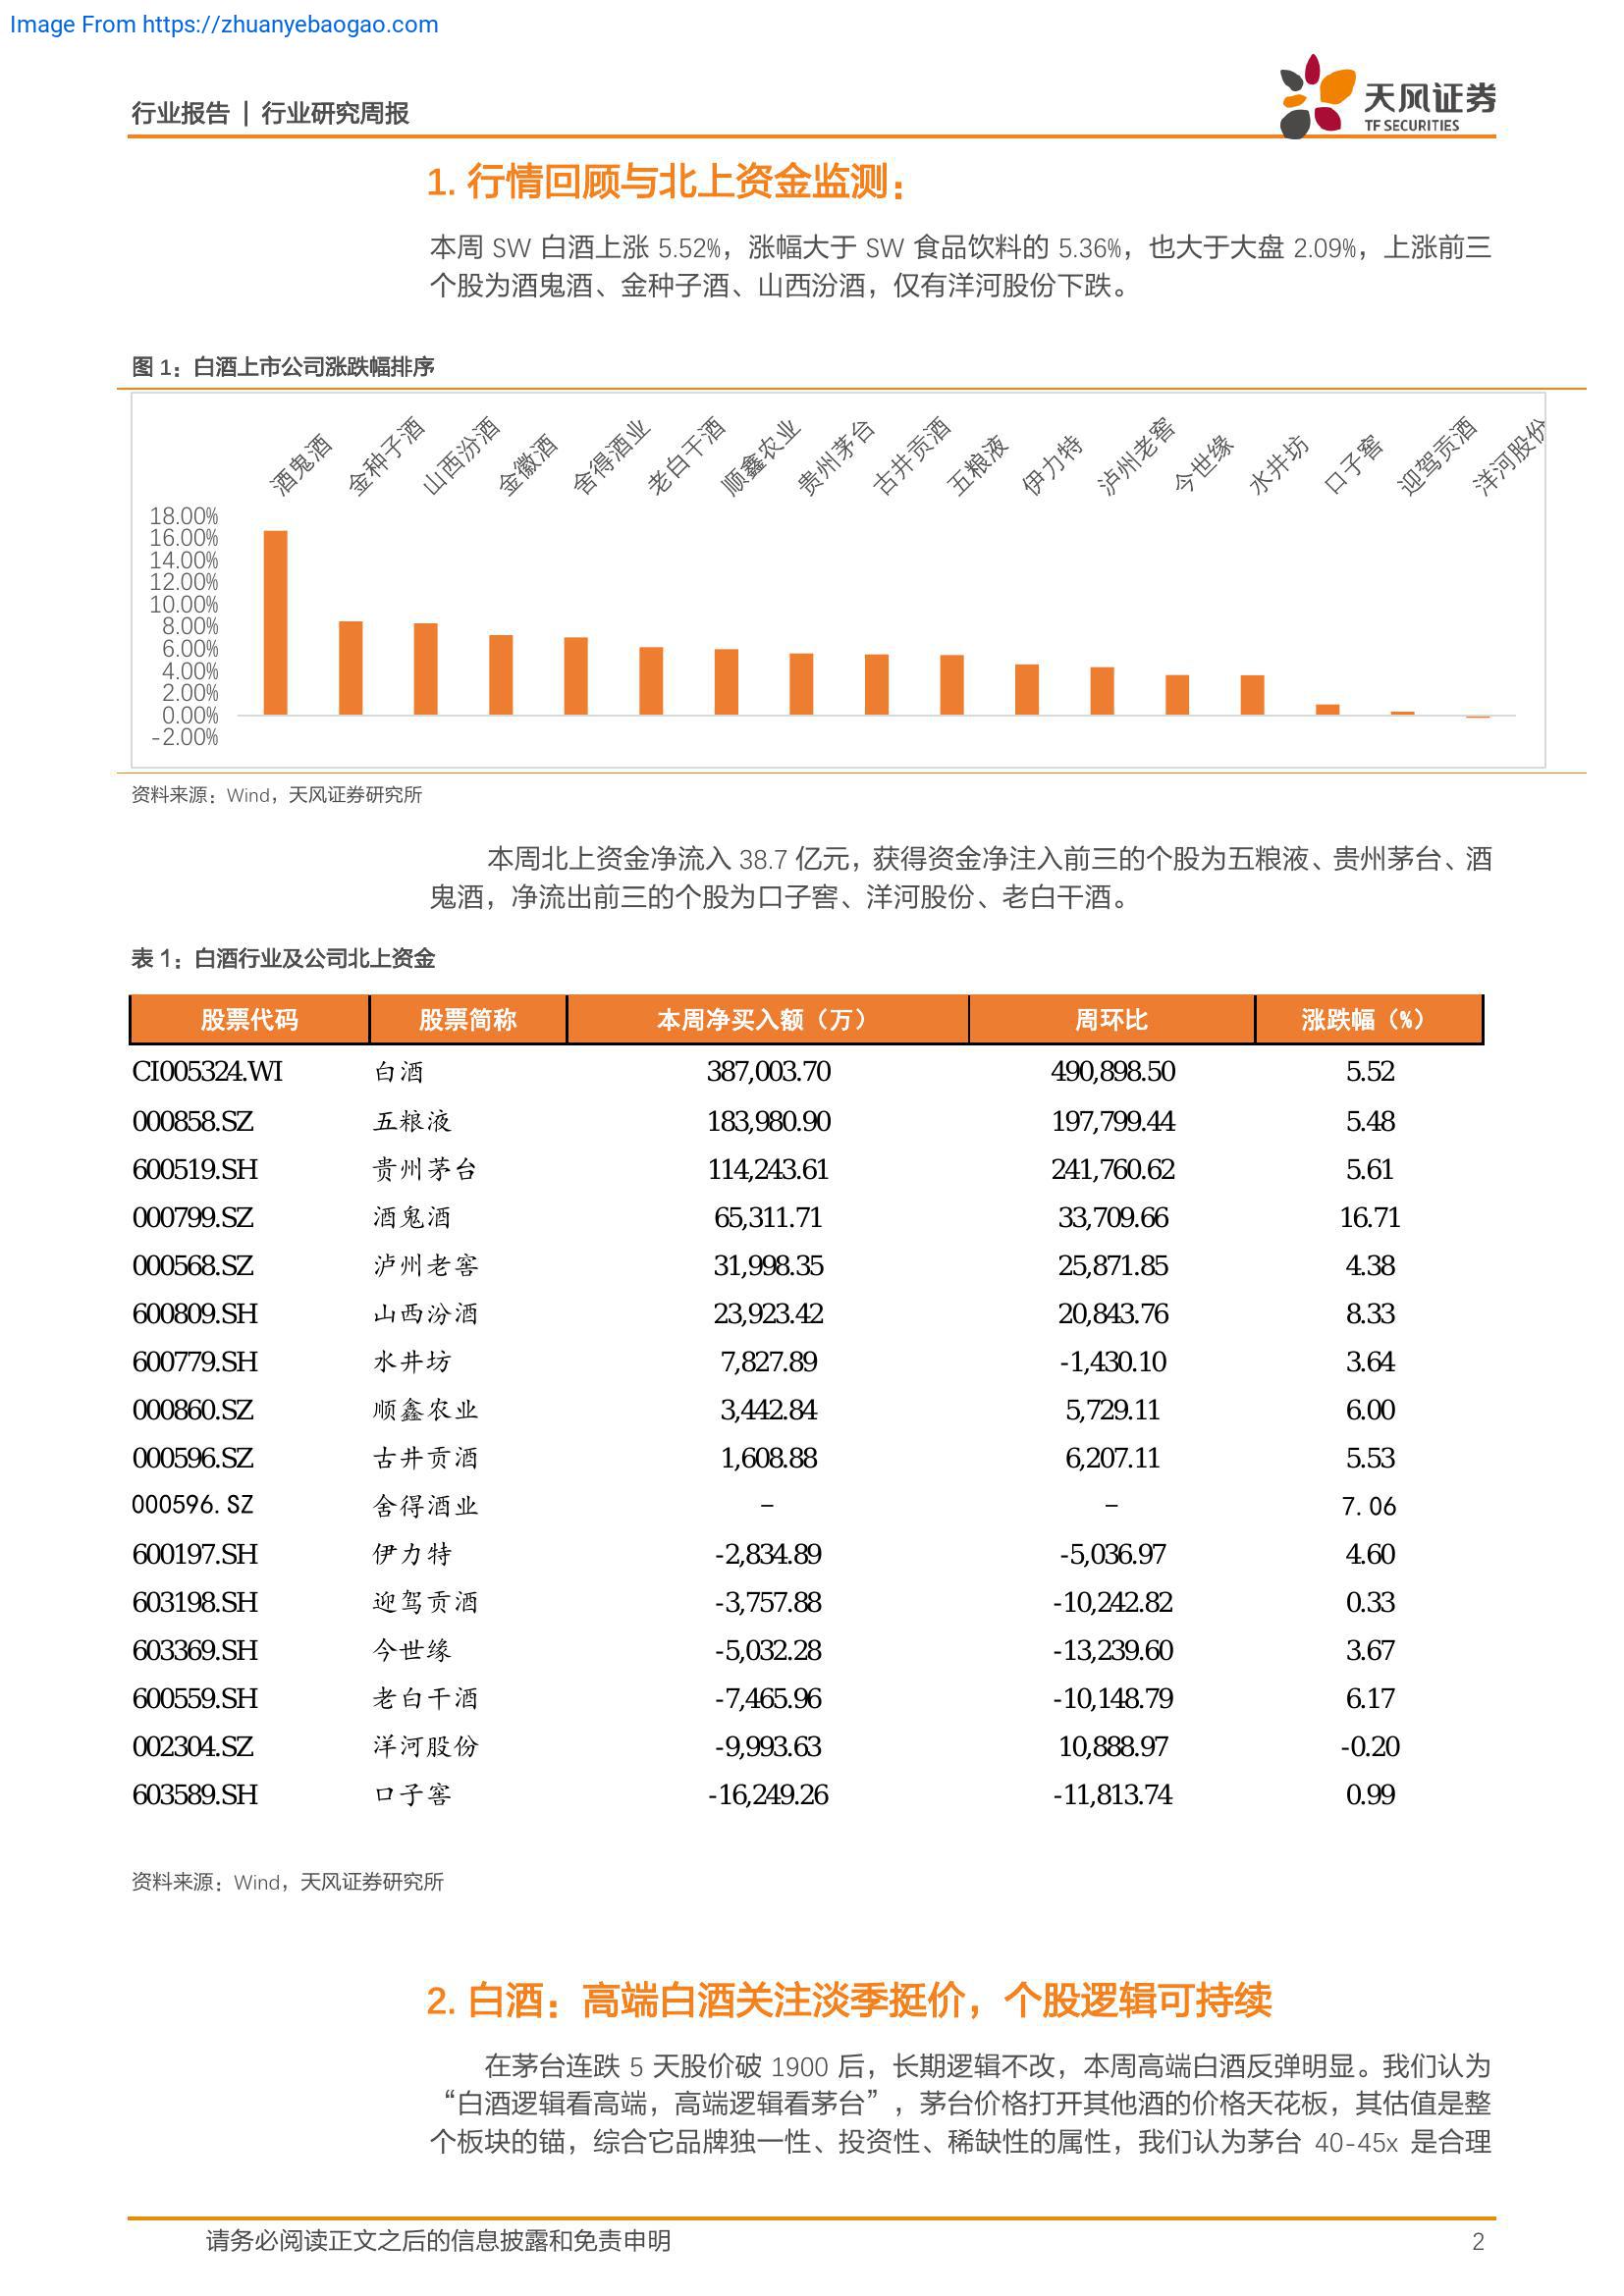 Image From https://zhuanyebaogao.com
行业报告 | 行业研究周报
天风证券
TF SECURITIES
1. 行情回顾与北上资金监测：
本周 SW 白酒上涨 5.52%，涨幅大于 SW 食品饮料的 5.36%，也大于大盘 2.09%，上涨前三
个股为酒鬼酒、金种子酒、山西汾酒，仅有洋河股份下跌。
图 1：白酒上市公司涨跌幅排序
酒鬼酒 金种子酒 山西汾酒 金徽酒 舍得酒业 老白干酒 顺鑫农业 贵州茅台 古井贡酒 五粮液 伊力特 泸州老窖 今世缘 水井坊 口子窖 迎驾贡酒 洋河股份
18.00%
16.00%
14.00%
12.00%
10.00%
8.00%
6.00%
4.00%
2.00%
0.00%
-2.00%
资料来源：Wind，天风证券研究所
本周北上资金净流入 38.7 亿元，获得资金净注入前三的个股为五粮液、贵州茅台、酒
鬼酒，净流出前三的个股为口子窖、洋河股份、老白干酒。
表 1：白酒行业及公司北上资金
股票代码 股票简称 本周净买入额（万） 周环比 涨跌幅（%）
CI005324.WI 白酒 387,003.70 490,898.50 5.52
000858.SZ 五粮液 183,980.90 197,799.44 5.48
600519.SH 贵州茅台 114,243.61 241,760.62 5.61
000799.SZ 酒鬼酒 65,311.71 33,709.66 16.71
000568.SZ 泸州老窖 31,998.35 25,871.85 4.38
600809.SH 山西汾酒 23,923.42 20,843.76 8.33
600779.SH 水井坊 7,827.89 -1,430.10 3.64
000860.SZ 顺鑫农业 3,442.84 5,729.11 6.00
000596.SZ 古井贡酒 1,608.88 6,207.11 5.53
000596.SZ 舍得酒业 - - 7.06
600197.SH 伊力特 -2,834.89 -5,036.97 4.60
603198.SH 迎驾贡酒 -3,757.88 -10,242.82 0.33
603369.SH 今世缘 -5,032.28 -13,239.60 3.67
600559.SH 老白干酒 -7,465.96 -10,148.79 6.17
002304.SZ 洋河股份 -9,993.63 10,888.97 -0.20
603589.SH 口子窖 -16,249.26 -11,813.74 0.99
资料来源：Wind，天风证券研究所
2. 白酒：高端白酒关注淡季挺价，个股逻辑可持续
在茅台连跌 5 天股价破 1900 后，长期逻辑不改，本周高端白酒反弹明显。我们认为
“白酒逻辑看高端，高端逻辑看茅台”，茅台价格打开其他酒的价格天花板，其估值是整
个板块的锚，综合它品牌独一性、投资性、稀缺性的属性，我们认为茅台 40-45x 是合理
请务必阅读正文之后的信息披露和免责申明
2